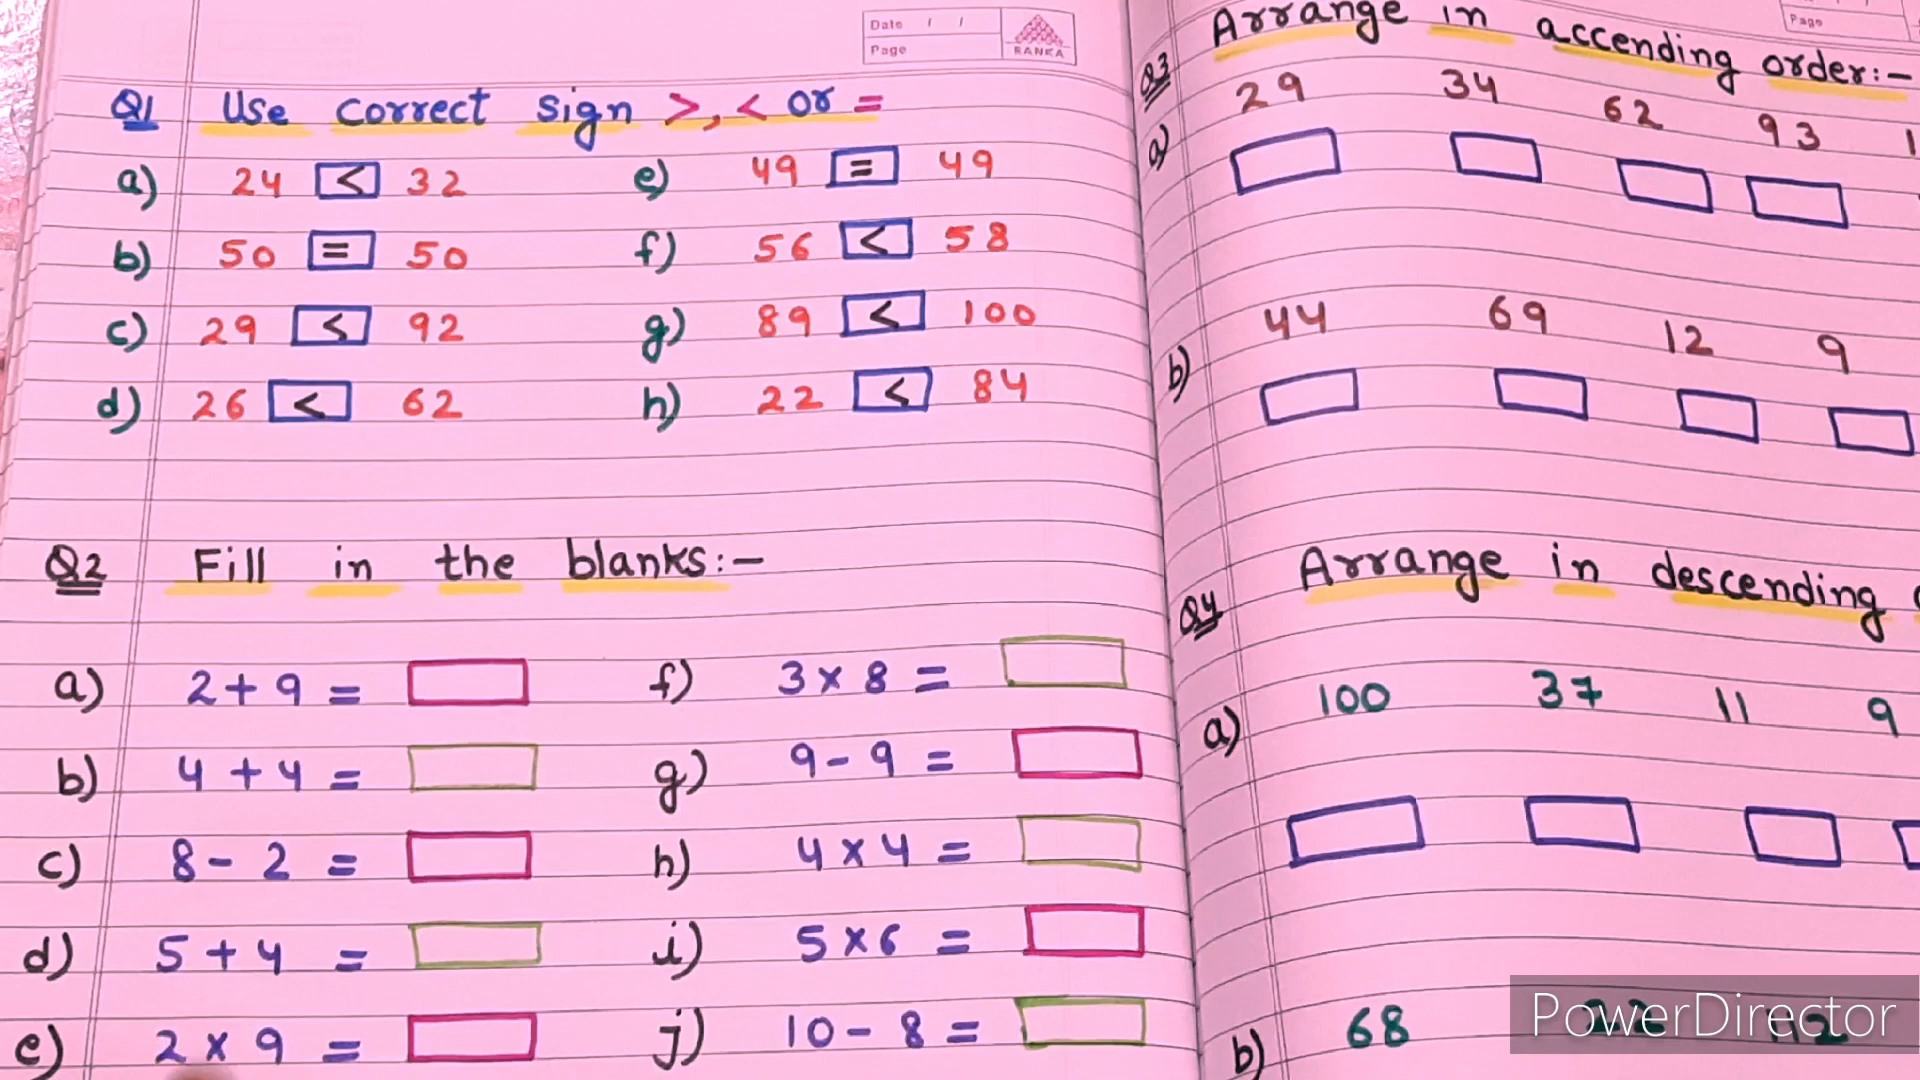 Date / /
Page
RANKA
Q1 Use correct sign >, < or =
a) 24 < 32 e) 49 = 49
b) 50 = 50 f) 56 < 58
c) 29 < 92 g) 89 < 100
d) 26 < 62 h) 22 < 84
Q2 Fill in the blanks:-
a) 2 + 9 = f) 3 × 8 =
b) 4 + 4 = g) 9 - 9 =
c) 8 - 2 = h) 4 × 4 =
d) 5 + 4 = i) 5 × 6 =
e) 2 × 9 = j) 10 - 8 =
Page
Q3 Arrange in accending order:-
a) 29 34 62 93
b) 44 69 12 9
Q4 Arrange in descending
a) 100 37 11 9
b) 68
PowerDirector